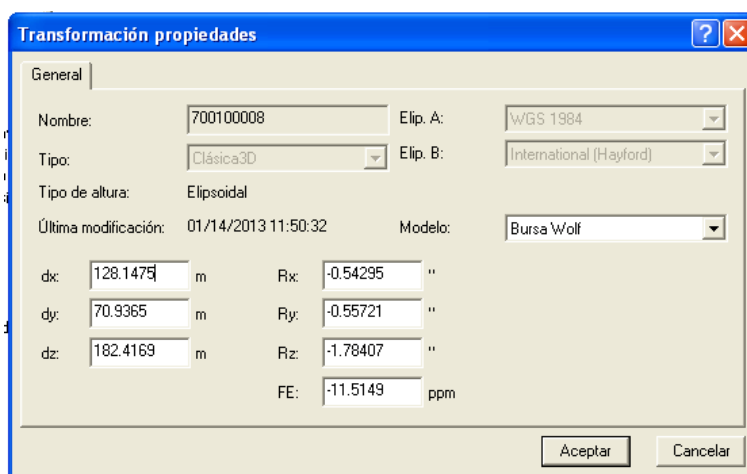 Transformación propiedades
General
Nombre: 700100008 Elip. A: WGS 1984
Tipo: Clásica3D Elip. B: International (Hayford)
Tipo de altura: Elipsoidal
Última modificación: 01/14/2013 11:50:32 Modelo: Bursa Wolf
dx: 128.1475 m Rx: -0.54295 "
dy: 70.9365 m Ry: -0.55721 "
dz: 182.4169 m Rz: -1.78407 "
FE: -11.5149 ppm
Aceptar Cancelar